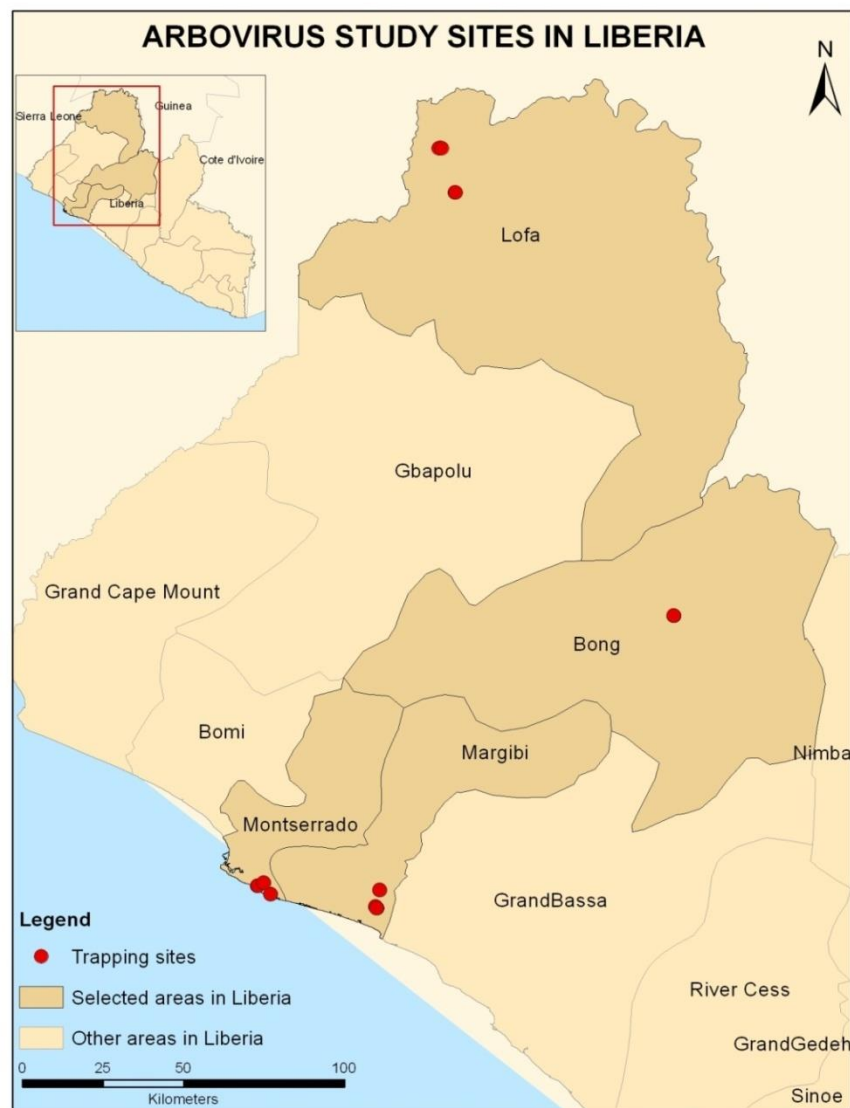 ARBOVIRUS STUDY SITES IN LIBERIA
N
Guinea
Sierra Leone
Cote d'Ivoire
Liberia
Lofa
Gbapolu
Grand Cape Mount
Bong
Bomi
Margibi
Nimba
Montserrado
GrandBassa
River Cess
GrandGedeh
Sinoe
Legend
Trapping sites
Selected areas in Liberia
Other areas in Liberia
0 25 50 100
Kilometers